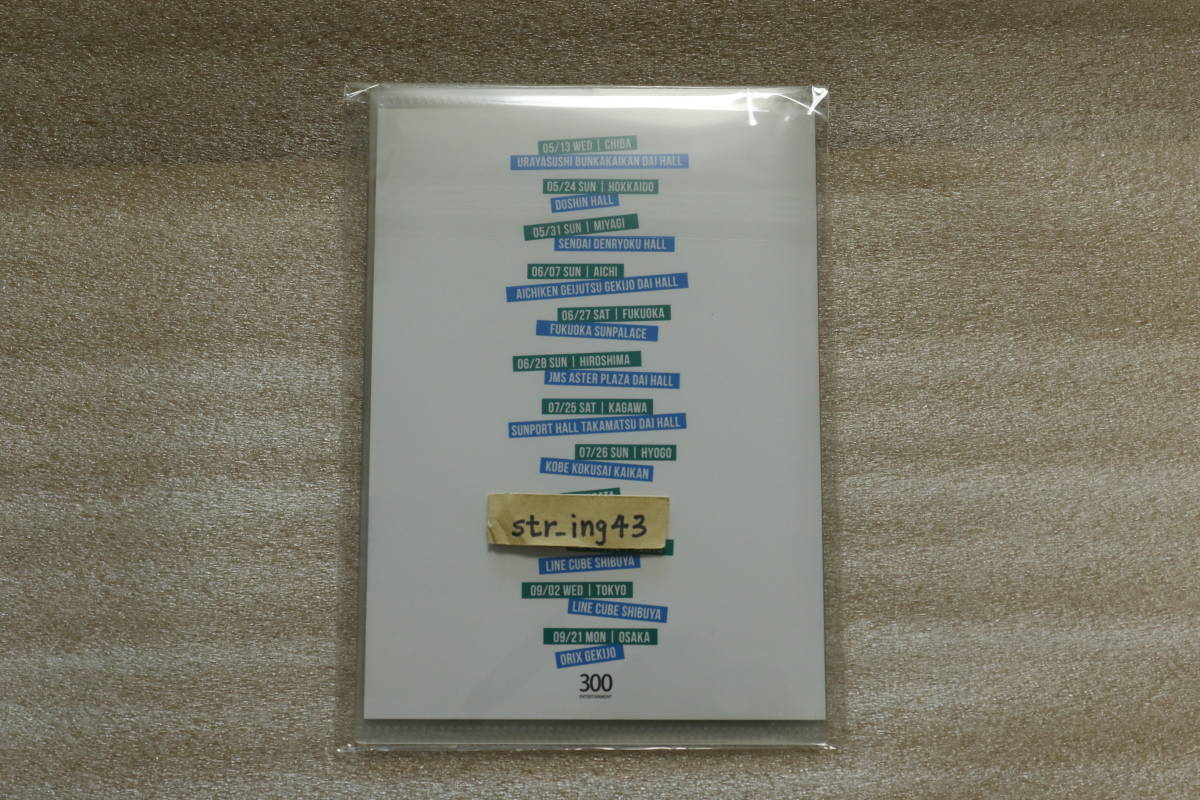 05/13 WED | CHIBA
URAYASUSHI BUNKAKAIKAN DAI HALL
05/24 SUN | HOKKAIDO
DOSHIN HALL
05/31 SUN | MIYAGI
SENDAI DENRYOKU HALL
06/07 SUN | AICHI
AICHIKEN GEIJUTSU GEKIJO DAI HALL
06/27 SAT | FUKUOKA
FUKUOKA SUNPALACE
06/28 SUN | HIROSHIMA
JMS ASTER PLAZA DAI HALL
07/25 SAT | KAGAWA
SUNPORT HALL TAKAMATSU DAI HALL
07/26 SUN | HYOGO
KOBE KOKUSAI KAIKAN
str_ing43
LINE CUBE SHIBUYA
09/02 WED | TOKYO
LINE CUBE SHIBUYA
09/21 MON | OSAKA
ORIX GEKIJO
300
ENTERTAINMENT